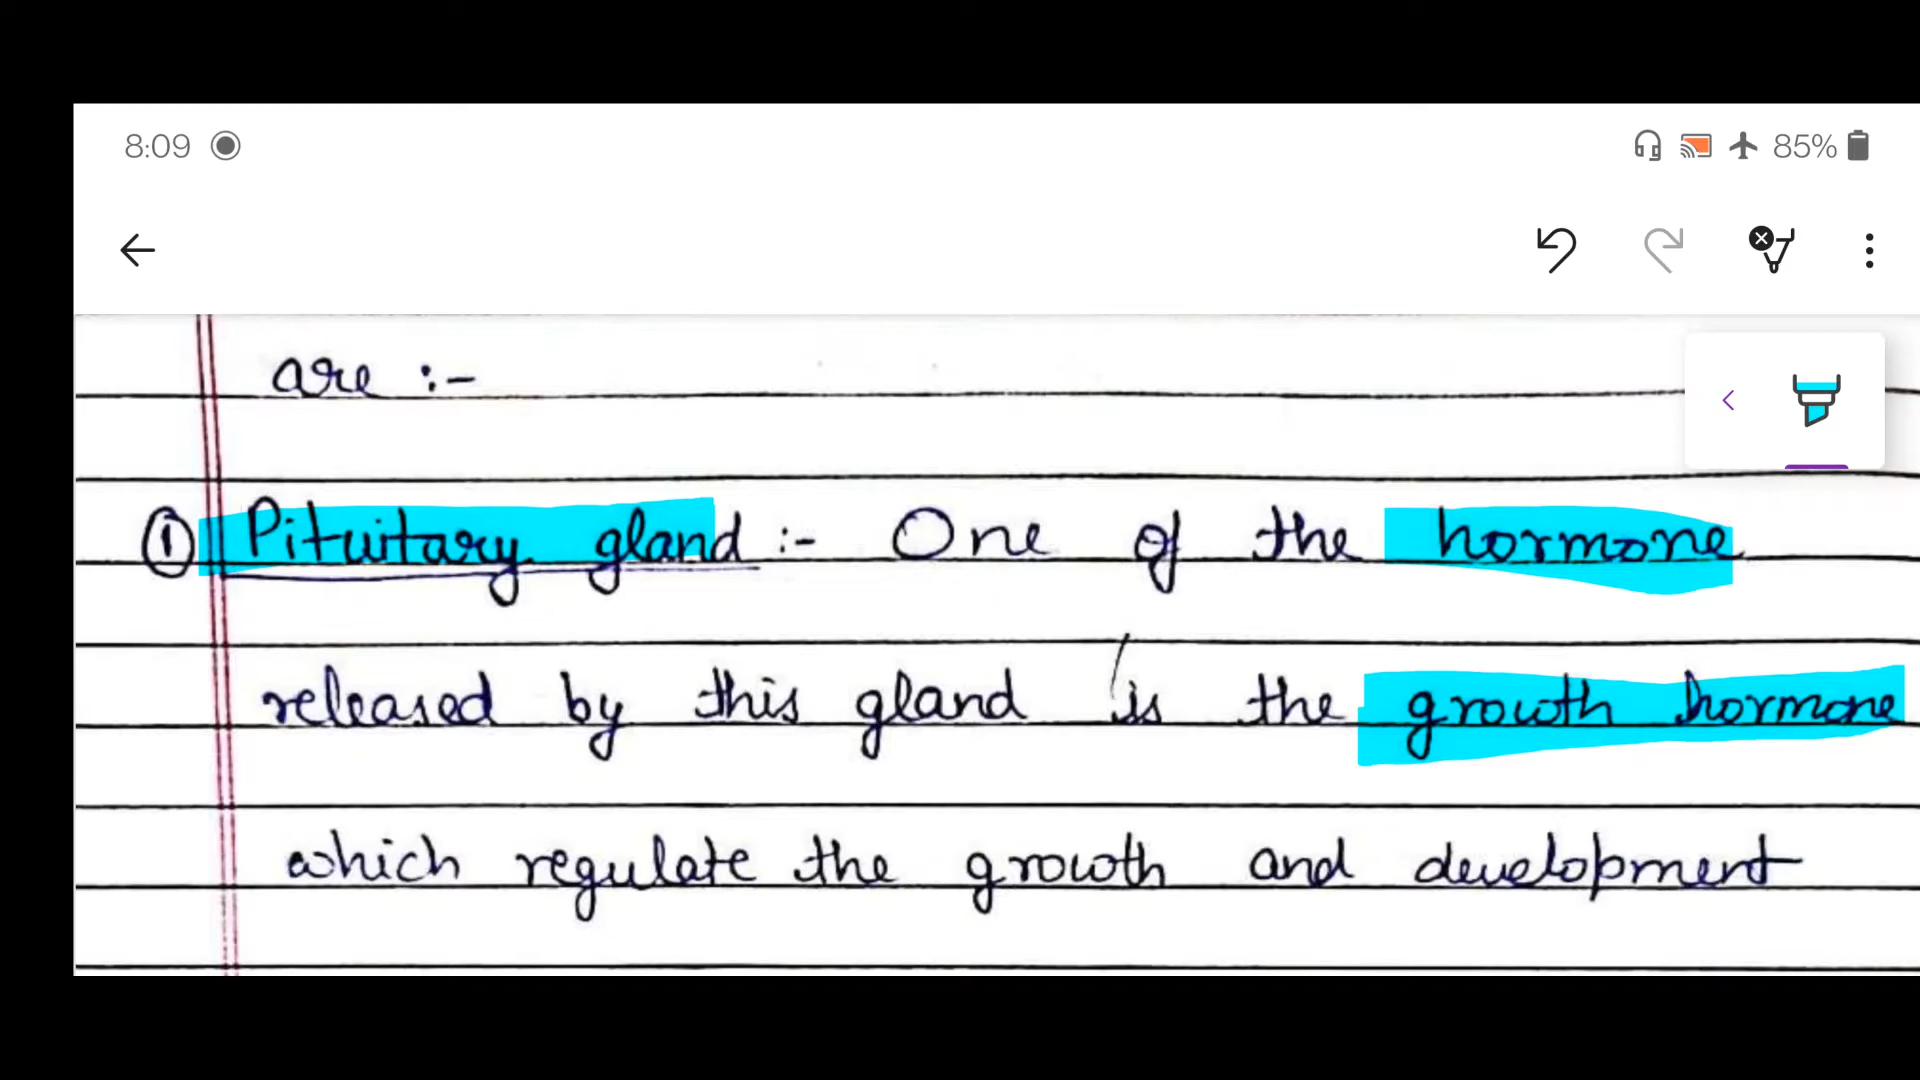 8:09 85%
are :-
① Pituitary gland :- One of the hormone
released by this gland is the growth hormone
which regulate the growth and development